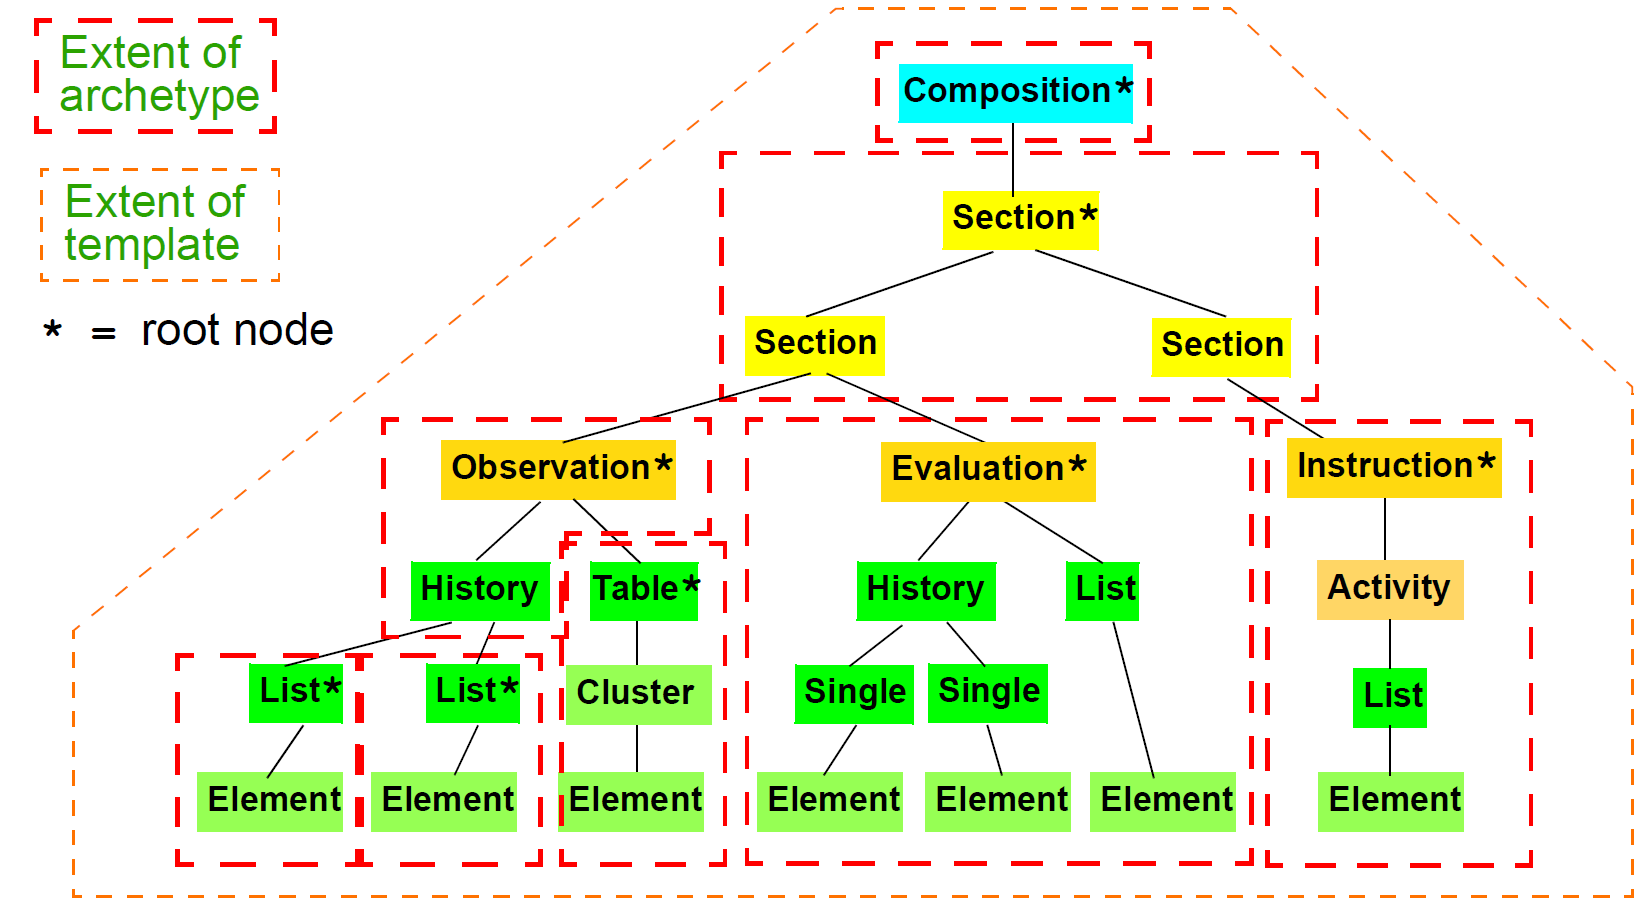 Extent of
archetype
Extent of
template
* = root node
Composition*
Section*
Section
Section
Observation*
Evaluation*
Instruction*
History
Table*
History
List
Activity
List*
List*
Cluster
Single
Single
List
Element
Element
Element
Element
Element
Element
Element